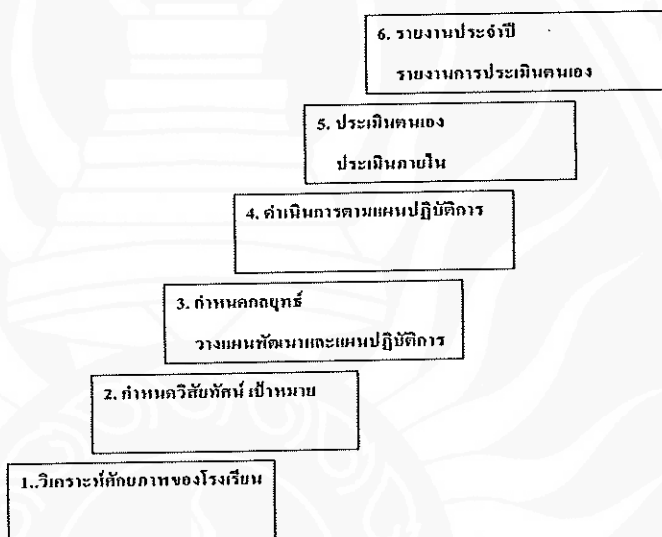 6. รายงานประจำปี
รายงานการประเมินตนเอง
5. ประเมินตนเอง
ประเมินภายใน
4. ดำเนินการตามแผนปฏิบัติการ
3. กำหนดกลยุทธ์
วางแผนพัฒนาและแผนปฏิบัติการ
2. กำหนดวิสัยทัศน์ เป้าหมาย
1..วิเคราะห์ศักยภาพของโรงเรียน